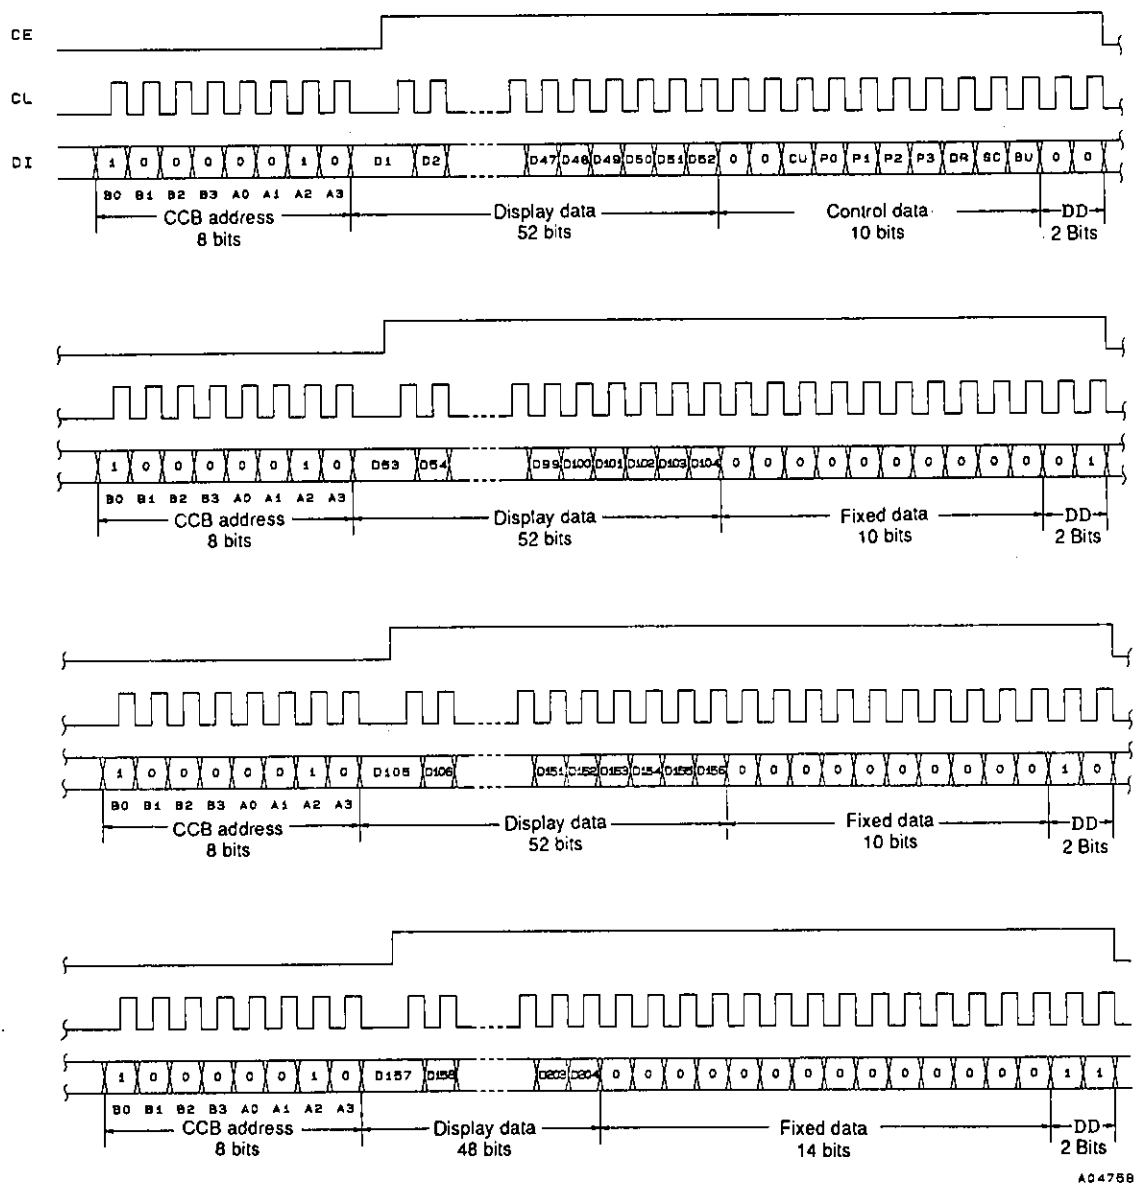 CE
CL
DI 1 0 0 0 0 0 1 0 D1 D2 D47 D48 D49 D50 D51 D52 0 0 CU P0 P1 P2 P3 DR SC BU 0 0
B0 B1 B2 B3 A0 A1 A2 A3
CCB address Display data Control data DD
8 bits 52 bits 10 bits 2 Bits
1 0 0 0 0 0 1 0 D53 D54 D99 D100 D101 D102 D103 D104 0 0 0 0 0 0 0 0 0 0 0 1
B0 B1 B2 B3 A0 A1 A2 A3
CCB address Display data Fixed data DD
8 bits 52 bits 10 bits 2 Bits
1 0 0 0 0 0 1 0 D105 D106 D151 D152 D153 D154 D155 D156 0 0 0 0 0 0 0 0 0 0 1 0
B0 B1 B2 B3 A0 A1 A2 A3
CCB address Display data Fixed data DD
8 bits 52 bits 10 bits 2 Bits
1 0 0 0 0 0 1 0 D157 D158 D203 D204 0 0 0 0 0 0 0 0 0 0 0 0 0 0 1 1
B0 B1 B2 B3 A0 A1 A2 A3
CCB address Display data Fixed data DD
8 bits 48 bits 14 bits 2 Bits
A04758